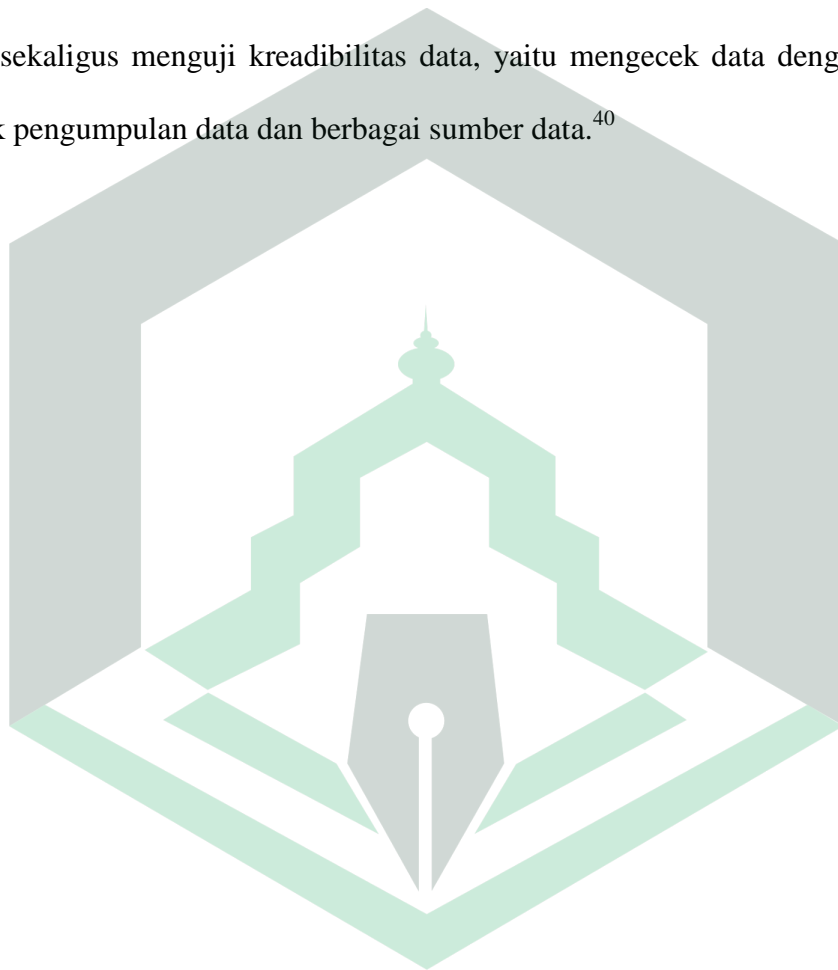 sekaligus menguji kreadibilitas data, yaitu mengecek data deng
k pengumpulan data dan berbagai sumber data.40